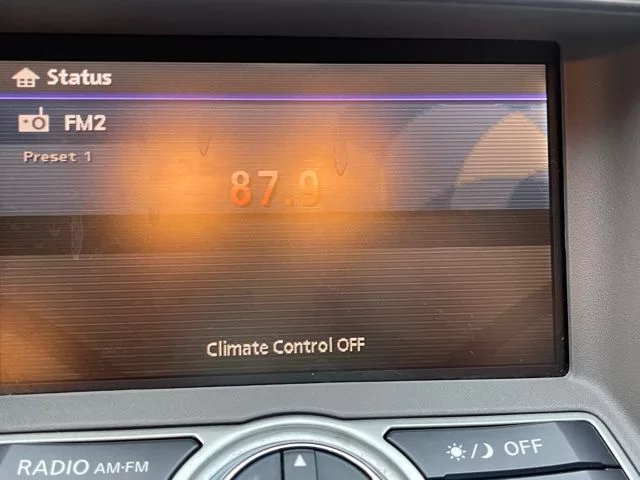 Status
FM2
Preset 1
87.9
Climate Control OFF
RADIO AM·FM
/ OFF